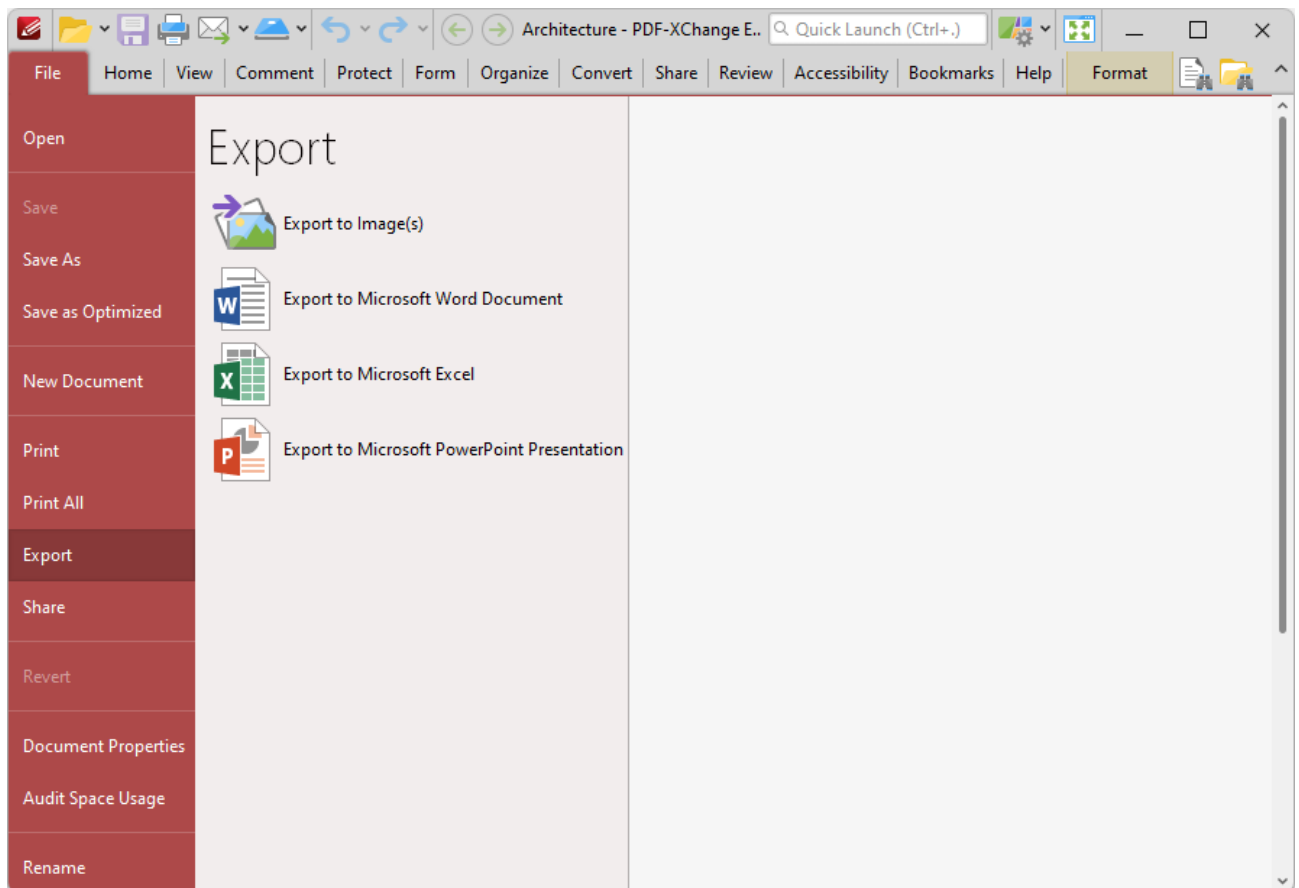 Architecture - PDF-XChange E..
Quick Launch (Ctrl+.)
File Home View Comment Protect Form Organize Convert Share Review Accessibility Bookmarks Help Format
Open
Save
Save As
Save as Optimized
New Document
Print
Print All
Export
Share
Revert
Document Properties
Audit Space Usage
Rename
Export
Export to Image(s)
W
Export to Microsoft Word Document
X
Export to Microsoft Excel
P
Export to Microsoft PowerPoint Presentation